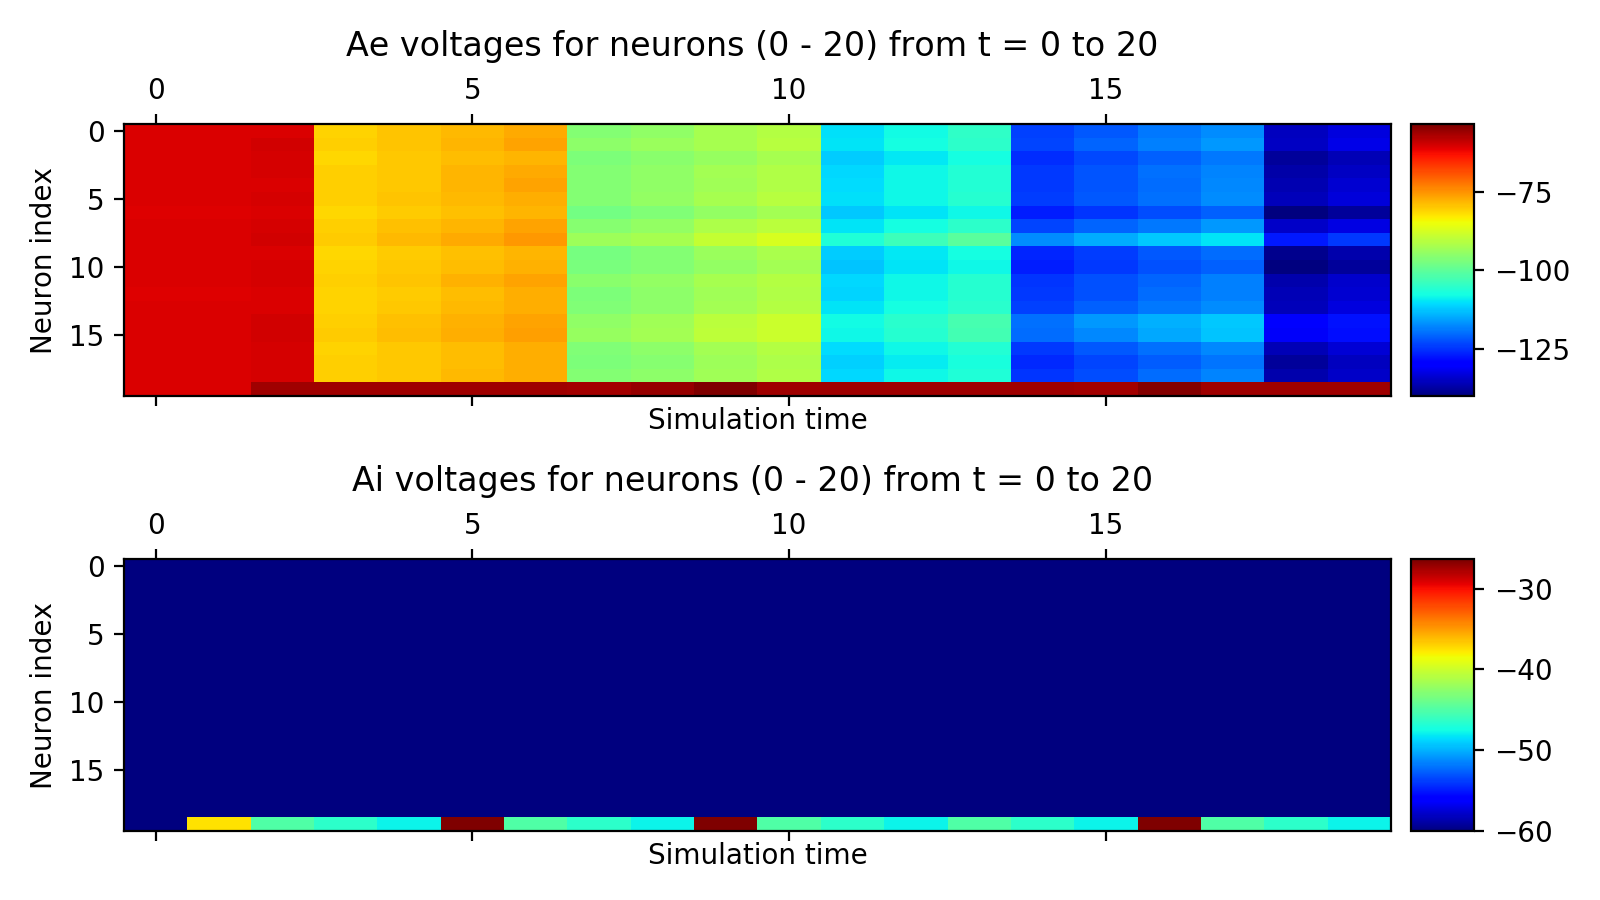 Ae voltages for neurons (0 - 20) from t = 0 to 20
0 5 10 15
Neuron index
0
5
10
15
Simulation time
−75
−100
−125
Ai voltages for neurons (0 - 20) from t = 0 to 20
0 5 10 15
Neuron index
0
5
10
15
Simulation time
−30
−40
−50
−60